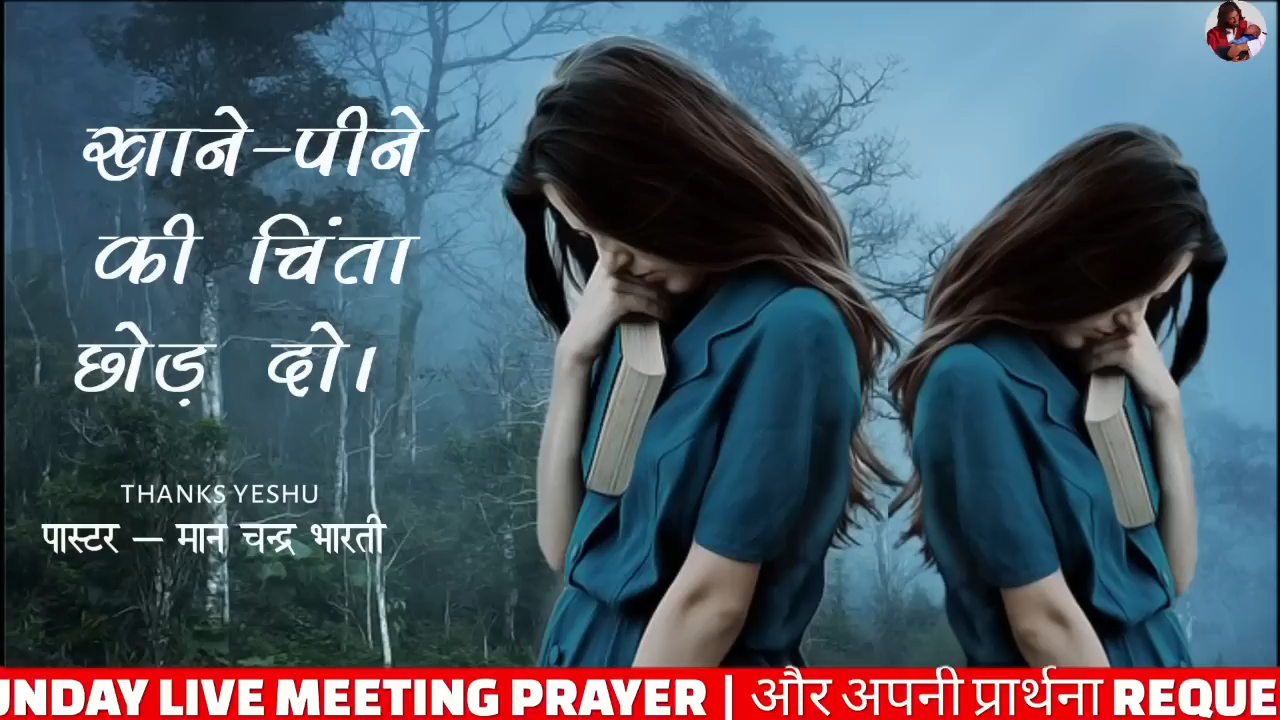 खाने-पीने
की चिंता
छोड़ दो।
THANKS YESHU
पास्टर – मान चन्द्र भारती
UNDAY LIVE MEETING PRAYER | और अपनी प्रार्थना REQUE